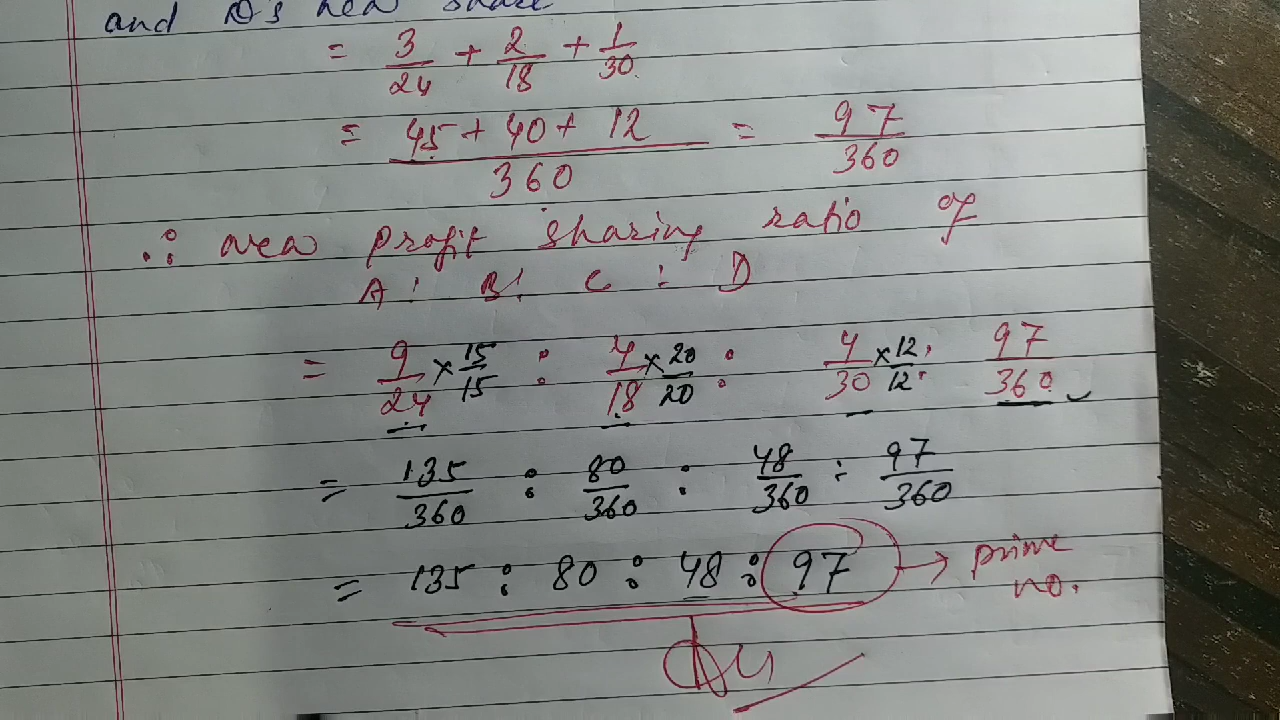 and D's new share
= 3/24 + 2/18 + 1/30
= 45 + 40 + 12/360 = 97/360
∴ new profit sharing ratio of
A : B : C : D
= 9/24 × 15/15 : 4/18 × 20/20 : 4/30 × 12/12 : 97/360
= 135/360 : 80/360 : 48/360 : 97/360
= 135 : 80 : 48 : 97 → prime no.
Ans